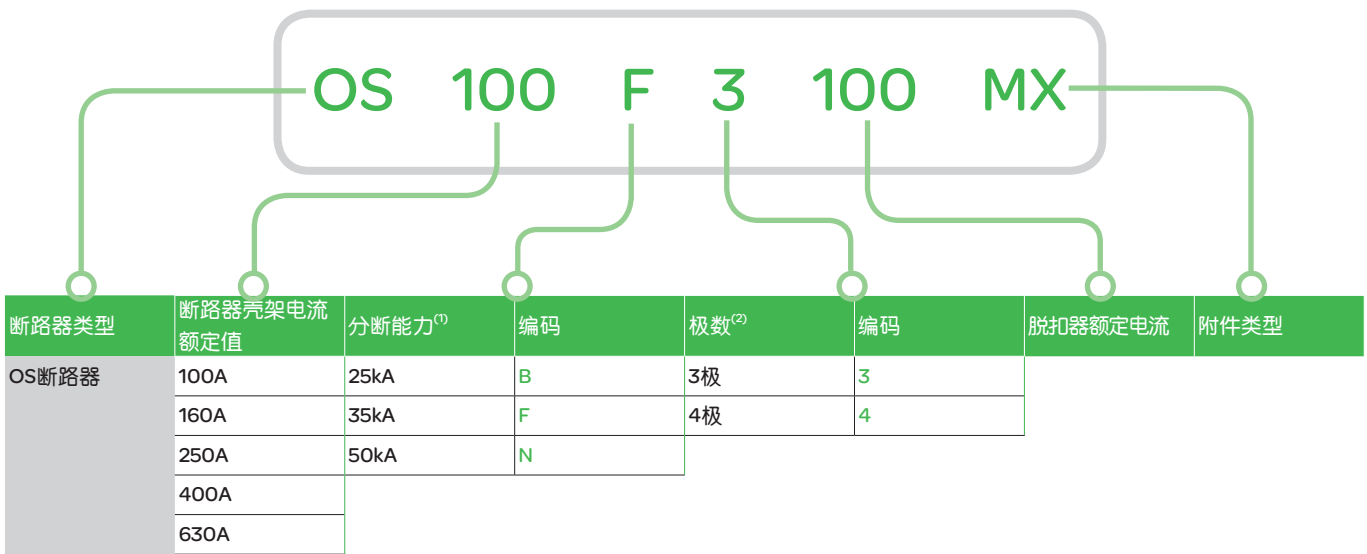 OS 100 F 3 100 MX
断路器类型 断路器壳架电流额定值 分断能力(1) 编码 极数(2) 编码 脱扣器额定电流 附件类型
OS断路器 100A 25kA B 3极 3
160A 35kA F 4极 4
250A 50kA N
400A
630A